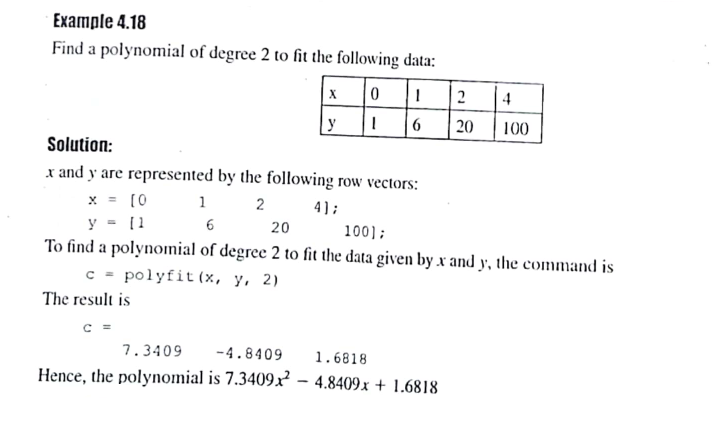 Example 4.18
Find a polynomial of degree 2 to fit the following data:
x 0 1 2 4
y 1 6 20 100
Solution:
x and y are represented by the following row vectors:
x = [0 1 2 4];
y = [1 6 20 100];
To find a polynomial of degree 2 to fit the data given by x and y, the command is
c = polyfit(x, y, 2)
The result is
c =
7.3409 -4.8409 1.6818
Hence, the polynomial is 7.3409x² − 4.8409x + 1.6818